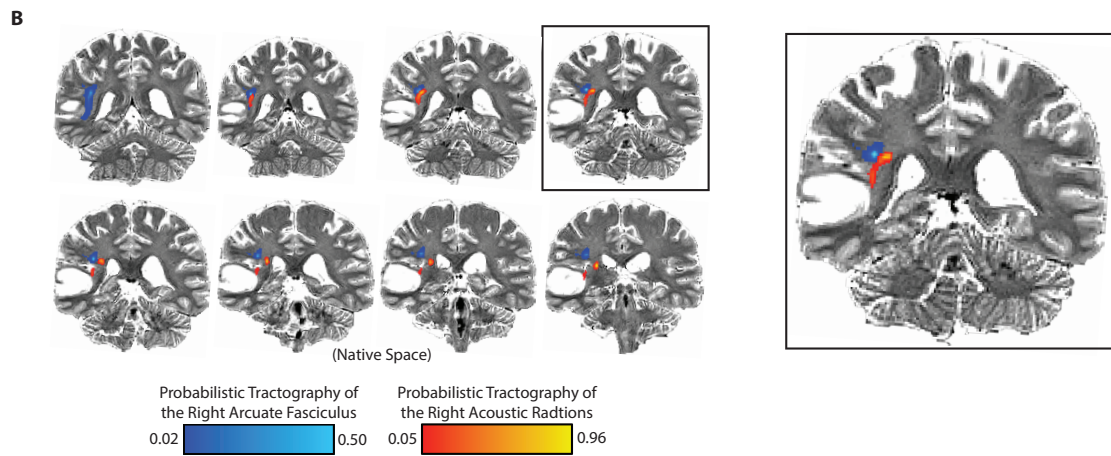 B
(Native Space)
Probabilistic Tractography of
the Right Arcuate Fasciculus
0.02
0.50
Probabilistic Tractography of
the Right Acoustic Radtions
0.05
0.96